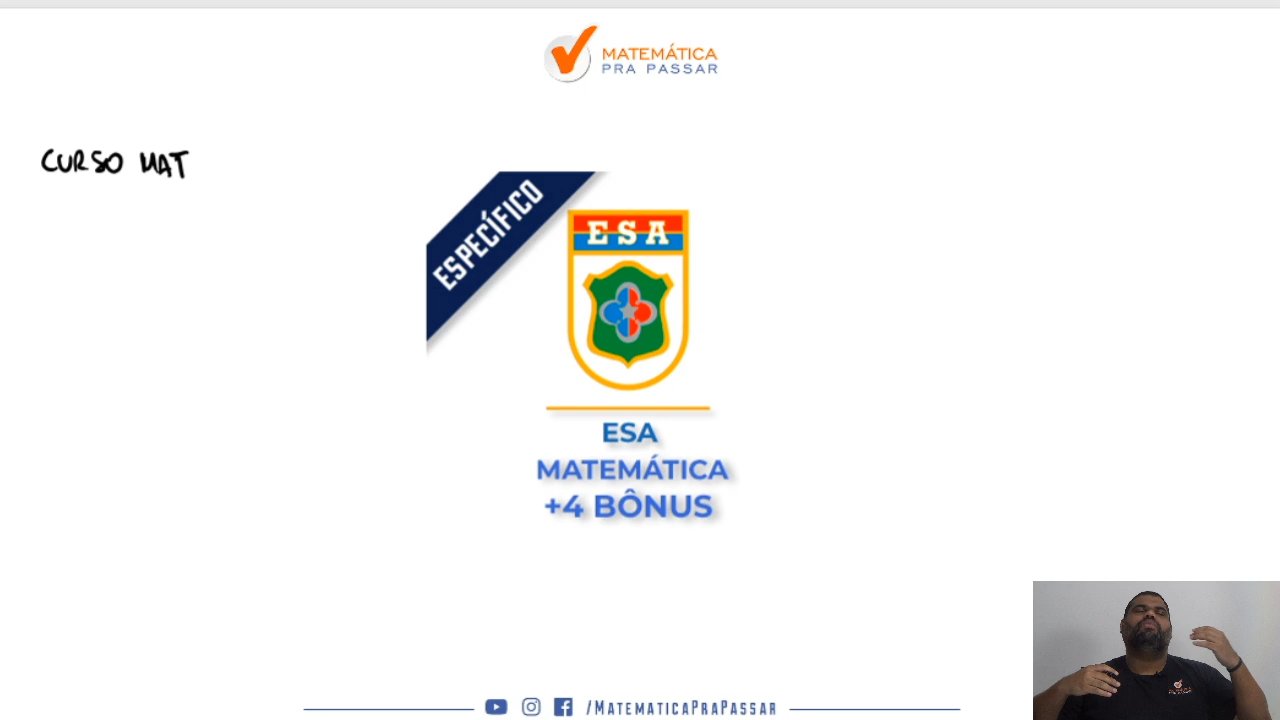 MATEMÁTICA
PRA PASSAR
CURSO MAT
ESPECÍFICO
ESA
ESA
MATEMÁTICA
+4 BÔNUS
/MATEMATICAPRAPASSAR